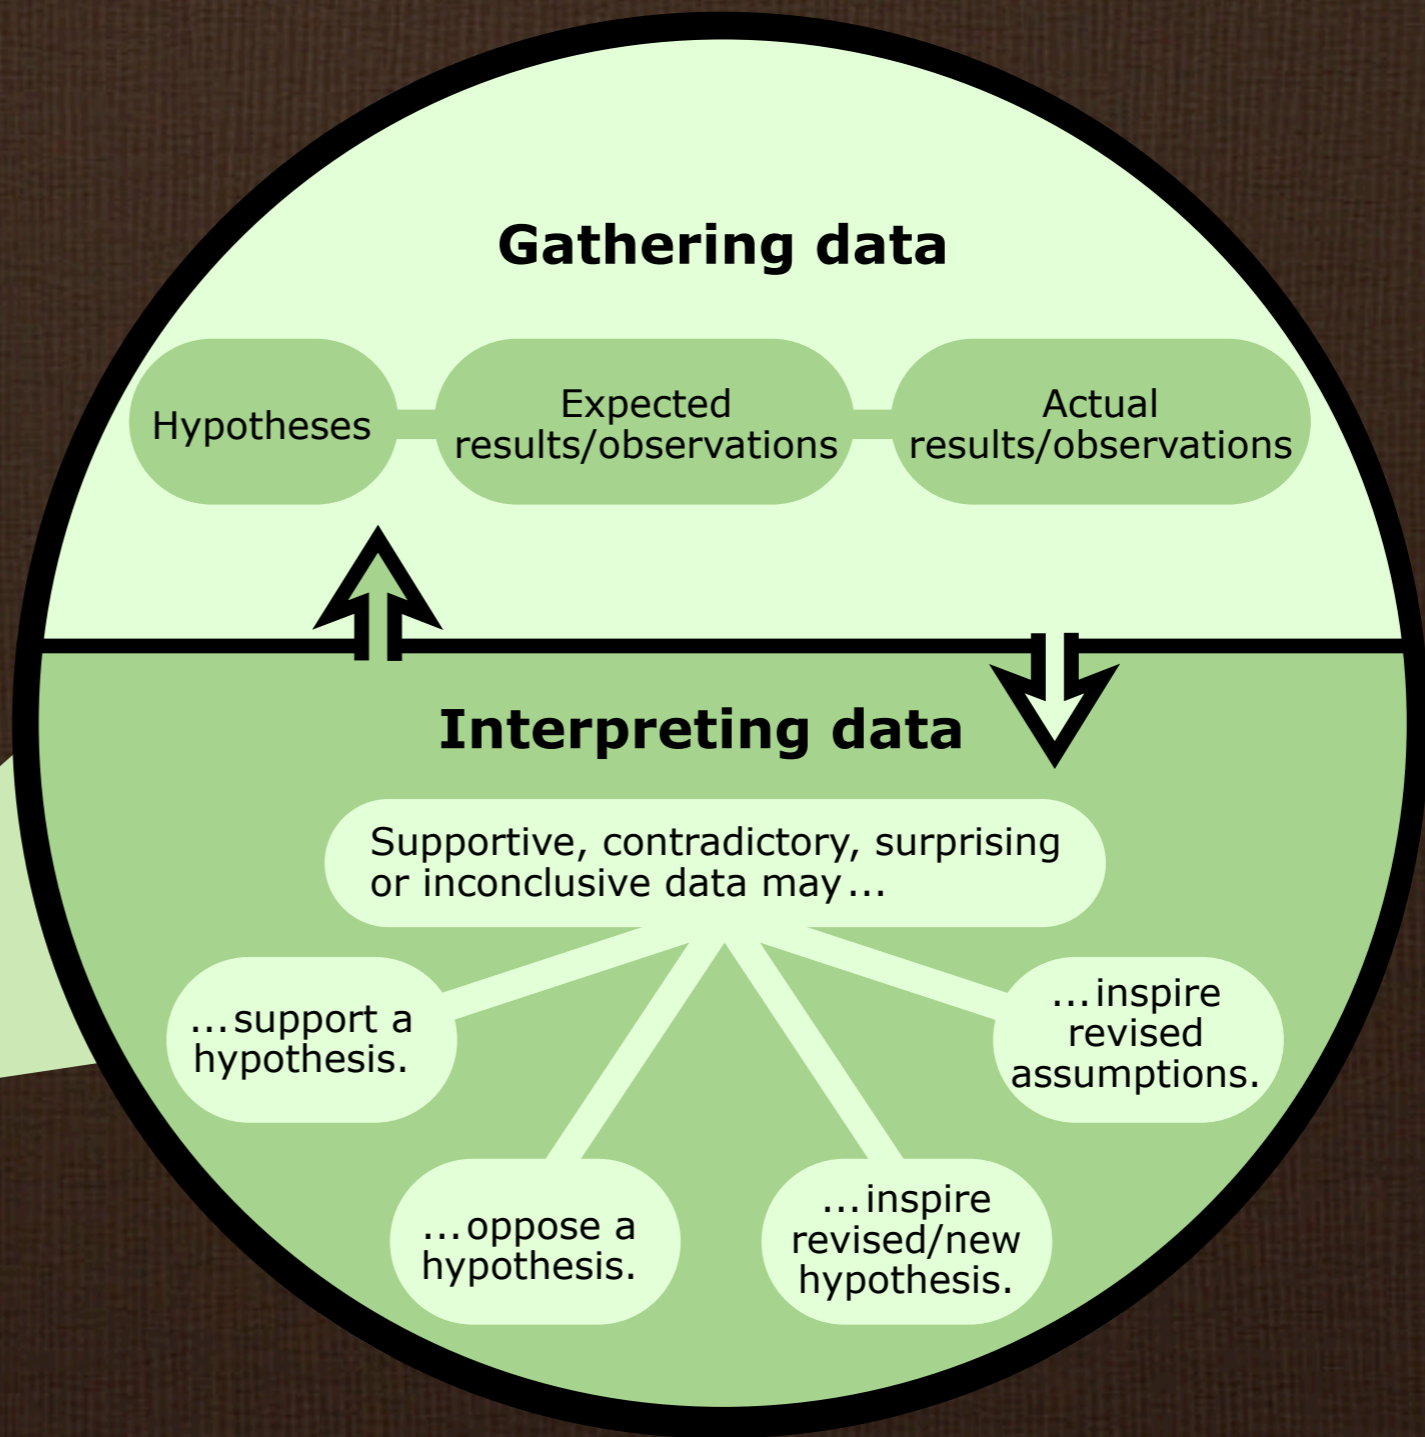 Gathering data
Hypotheses
Expected
results/observations
Actual
results/observations
Interpreting data
Supportive, contradictory, surprising
or inconclusive data may...
...support a
hypothesis.
...oppose a
hypothesis.
...inspire
revised/new
hypothesis.
...inspire
revised
assumptions.